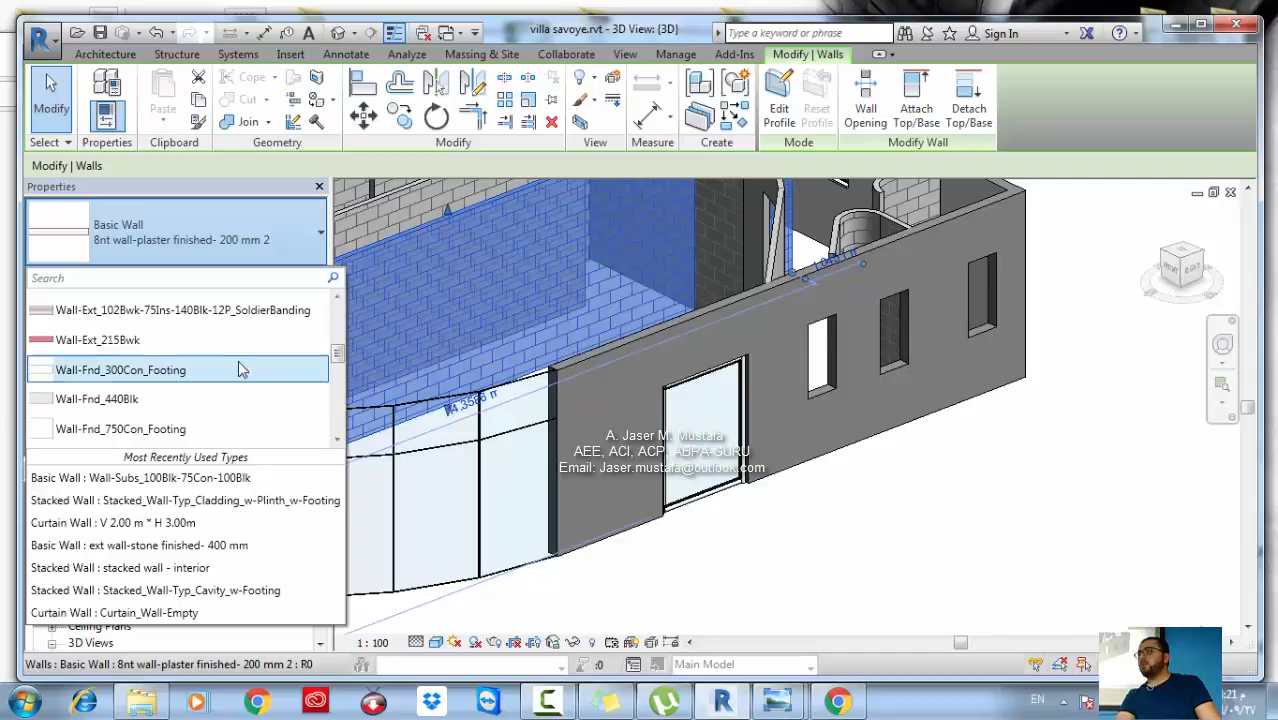 villa savoye.rvt - 3D View: {3D}
Type a keyword or phrase
Sign In
Architecture Structure Systems Insert Annotate Analyze Massing & Site Collaborate View Manage Add-Ins Modify | Walls
Modify
Paste
Cope
Cut
Join
Edit Profile
Reset Profile
Wall Opening
Attach Top/Base
Detach Top/Base
Select Properties Clipboard Geometry Modify View Measure Create Mode Modify Wall
Modify | Walls
Properties
Basic Wall
8nt wall-plaster finished- 200 mm 2
Search
Wall-Ext_102Bwk-75Ins-140Blk-12P_SoldierBanding
Wall-Ext_215Bwk
Wall-Fnd_300Con_Footing
Wall-Fnd_440Blk
Wall-Fnd_750Con_Footing
Most Recently Used Types
Basic Wall : Wall-Subs_100Blk-75Con-100Blk
Stacked Wall : Stacked_Wall-Typ_Cladding_w-Plinth_w-Footing
Curtain Wall : V 2.00 m * H 3.00m
Basic Wall : ext wall-stone finished- 400 mm
Stacked Wall : stacked wall - interior
Stacked Wall : Stacked_Wall-Typ_Cavity_w-Footing
Curtain Wall : Curtain_Wall-Empty
Ceiling Plans
3D Views
FRONT
RIGHT
A. Jaser M. Mustafa
AEE, ACI, ACP, ABPA GURU
Email: Jaser.mustafa@outlook.com
1 : 100
Walls : Basic Wall : 8nt wall-plaster finished- 200 mm 2 : R0
:0
Main Model
EN